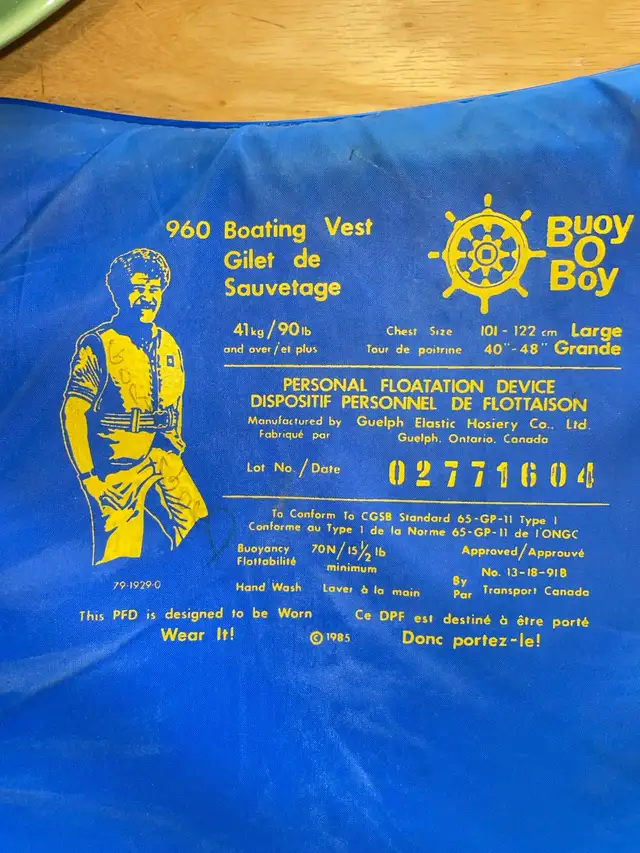 960 Boating Vest
Gilet de
Sauvetage
Buoy
O
Boy
41kg/90lb
and over/et plus
Chest Size 101-122 cm Large
Tour de poitrine 40"-48" Grande
PERSONAL FLOATATION DEVICE
DISPOSITIF PERSONNEL DE FLOTTAISON
Manufactured by Guelph Elastic Hosiery Co., Ltd.
Fabriqué par Guelph, Ontario, Canada
Lot No/Date 02771604
To Conform To CGSB Standard 65-GP-11 Type 1
Conforme au Type 1 de la Norme 65-GP-11 de l'ONGC
Buoyancy 70N/15½ lb
Flottabilité minimum
Approved/Approuvé
No. 13-18-91B
By
Par Transport Canada
Hand Wash Laver à la main
79-1929-0
This PFD is designed to be Worn
Wear It!
Ce DPF est destiné à être porté
Donc portez-le!
©1985